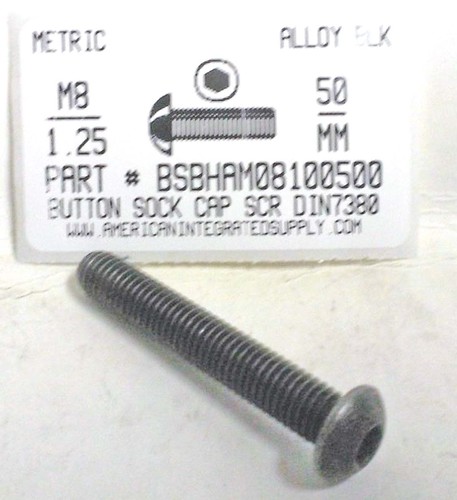 METRIC ALLOY BLK
M8 50
1.25 MM
PART # BSBHAM08100500
BUTTON SOCK CAP SCR DIN7380
WWW.AMERICANINTEGRATEDSUPPLY.COM